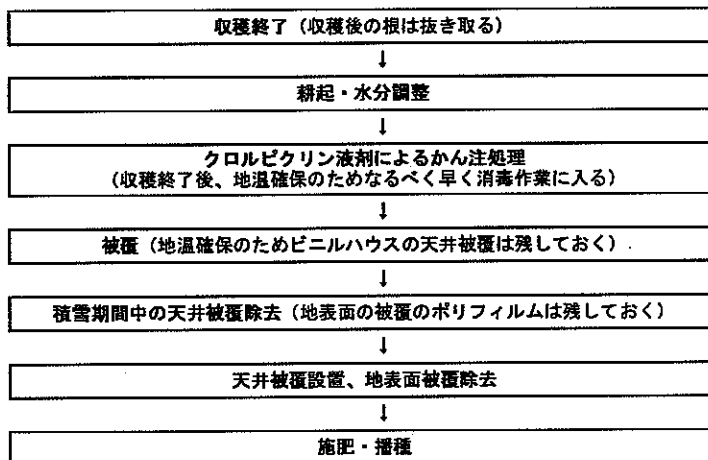 収穫終了（収穫後の根は抜き取る）
↓
耕起・水分調整
↓
クロルピクリン液剤によるかん注処理
（収穫終了後、地温確保のためなるべく早く消毒作業に入る）
↓
被覆（地温確保のためビニルハウスの天井被覆は残しておく）
↓
積雪期間中の天井被覆除去（地表面の被覆のポリフィルムは残しておく）
↓
天井被覆設置、地表面被覆除去
↓
施肥・播種